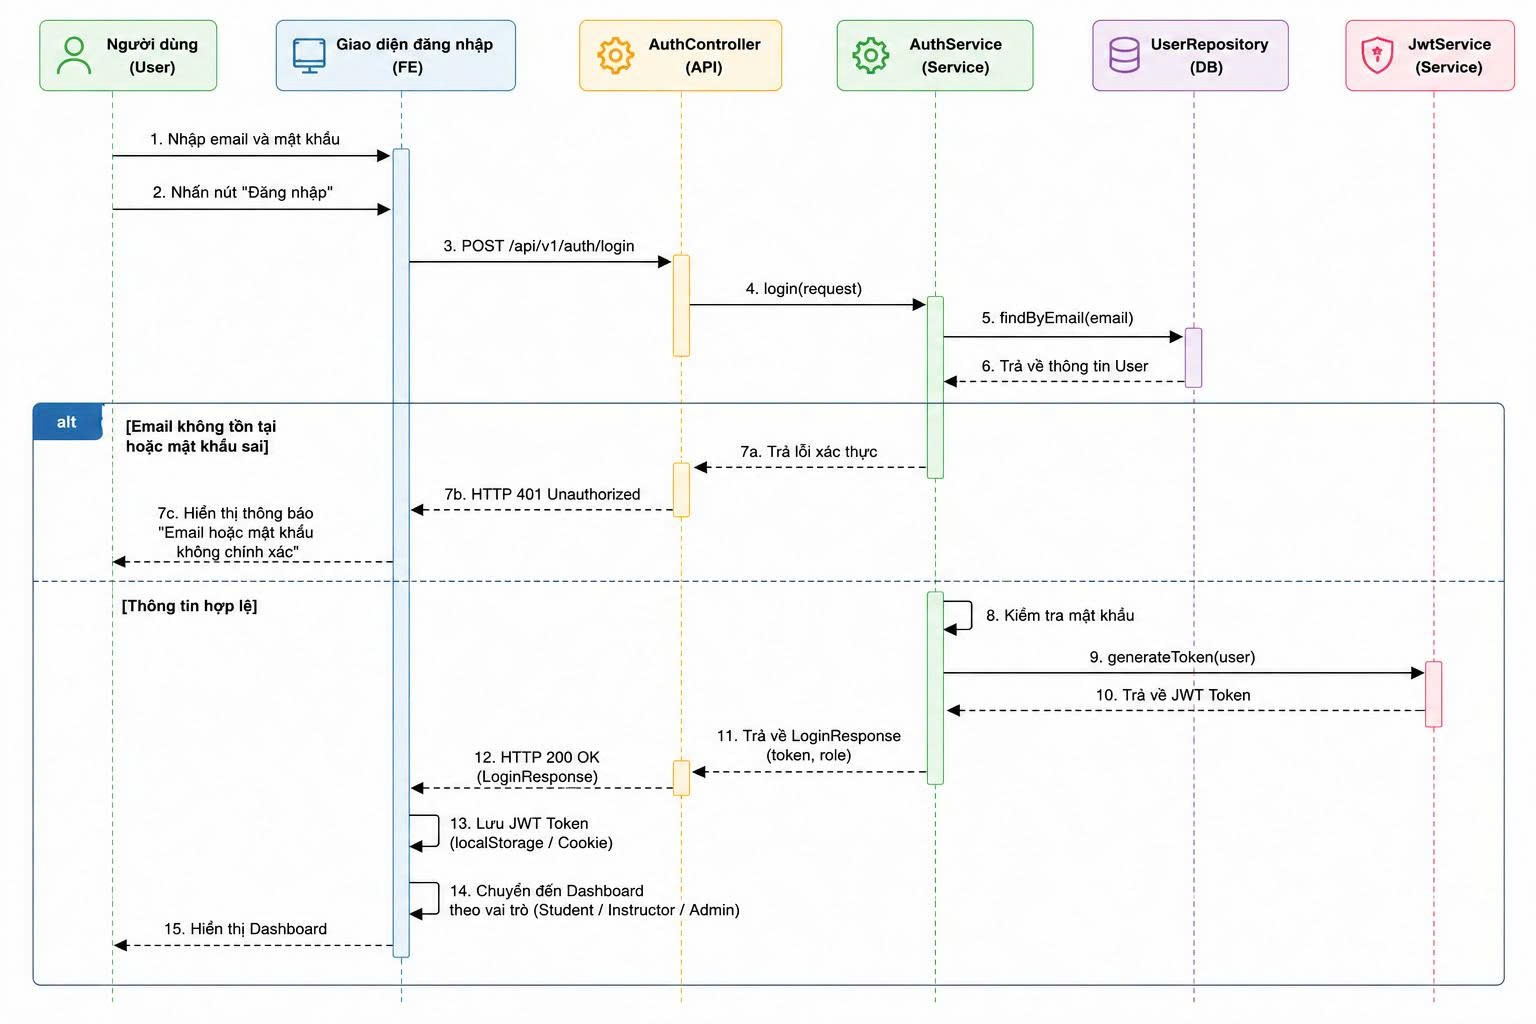 Người dùng
(User)
Giao diện đăng nhập
(FE)
AuthController
(API)
AuthService
(Service)
UserRepository
(DB)
JwtService
(Service)
1. Nhập email và mật khẩu
2. Nhấn nút "Đăng nhập"
3. POST /api/v1/auth/login
4. login(request)
5. findByEmail(email)
6. Trả về thông tin User
alt
[Email không tồn tại
hoặc mật khẩu sai]
7a. Trả lỗi xác thực
7b. HTTP 401 Unauthorized
7c. Hiển thị thông báo
"Email hoặc mật khẩu
không chính xác"
[Thông tin hợp lệ]
8. Kiểm tra mật khẩu
9. generateToken(user)
10. Trả về JWT Token
11. Trả về LoginResponse
(token, role)
12. HTTP 200 OK
(LoginResponse)
13. Lưu JWT Token
(localStorage / Cookie)
14. Chuyển đến Dashboard
theo vai trò (Student / Instructor / Admin)
15. Hiển thị Dashboard